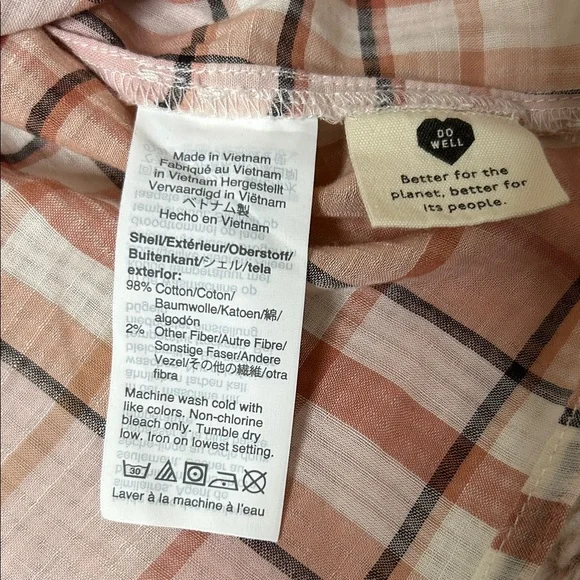 Made in Vietnam
Fabriqué au Vietnam
in Vietnam Hergestellt
Vervaardigd in Viëtnam
ベトナム製
Hecho en Vietnam
Shell/Extérieur/Oberstoff/
Buitenkant/シェル/tela
exterior:
98% Cotton/Coton/
Baumwolle/Katoen/綿/
algodón
2% Other Fiber/Autre Fibre/
Sonstige Faser/Andere
Vezel/その他の繊維/otra
fibra
Machine wash cold with
like colors. Non-chlorine
bleach only. Tumble dry
low. Iron on lowest setting.
30
Laver à la machine à l'eau
DO
WELL
Better for the
planet, better for
its people.